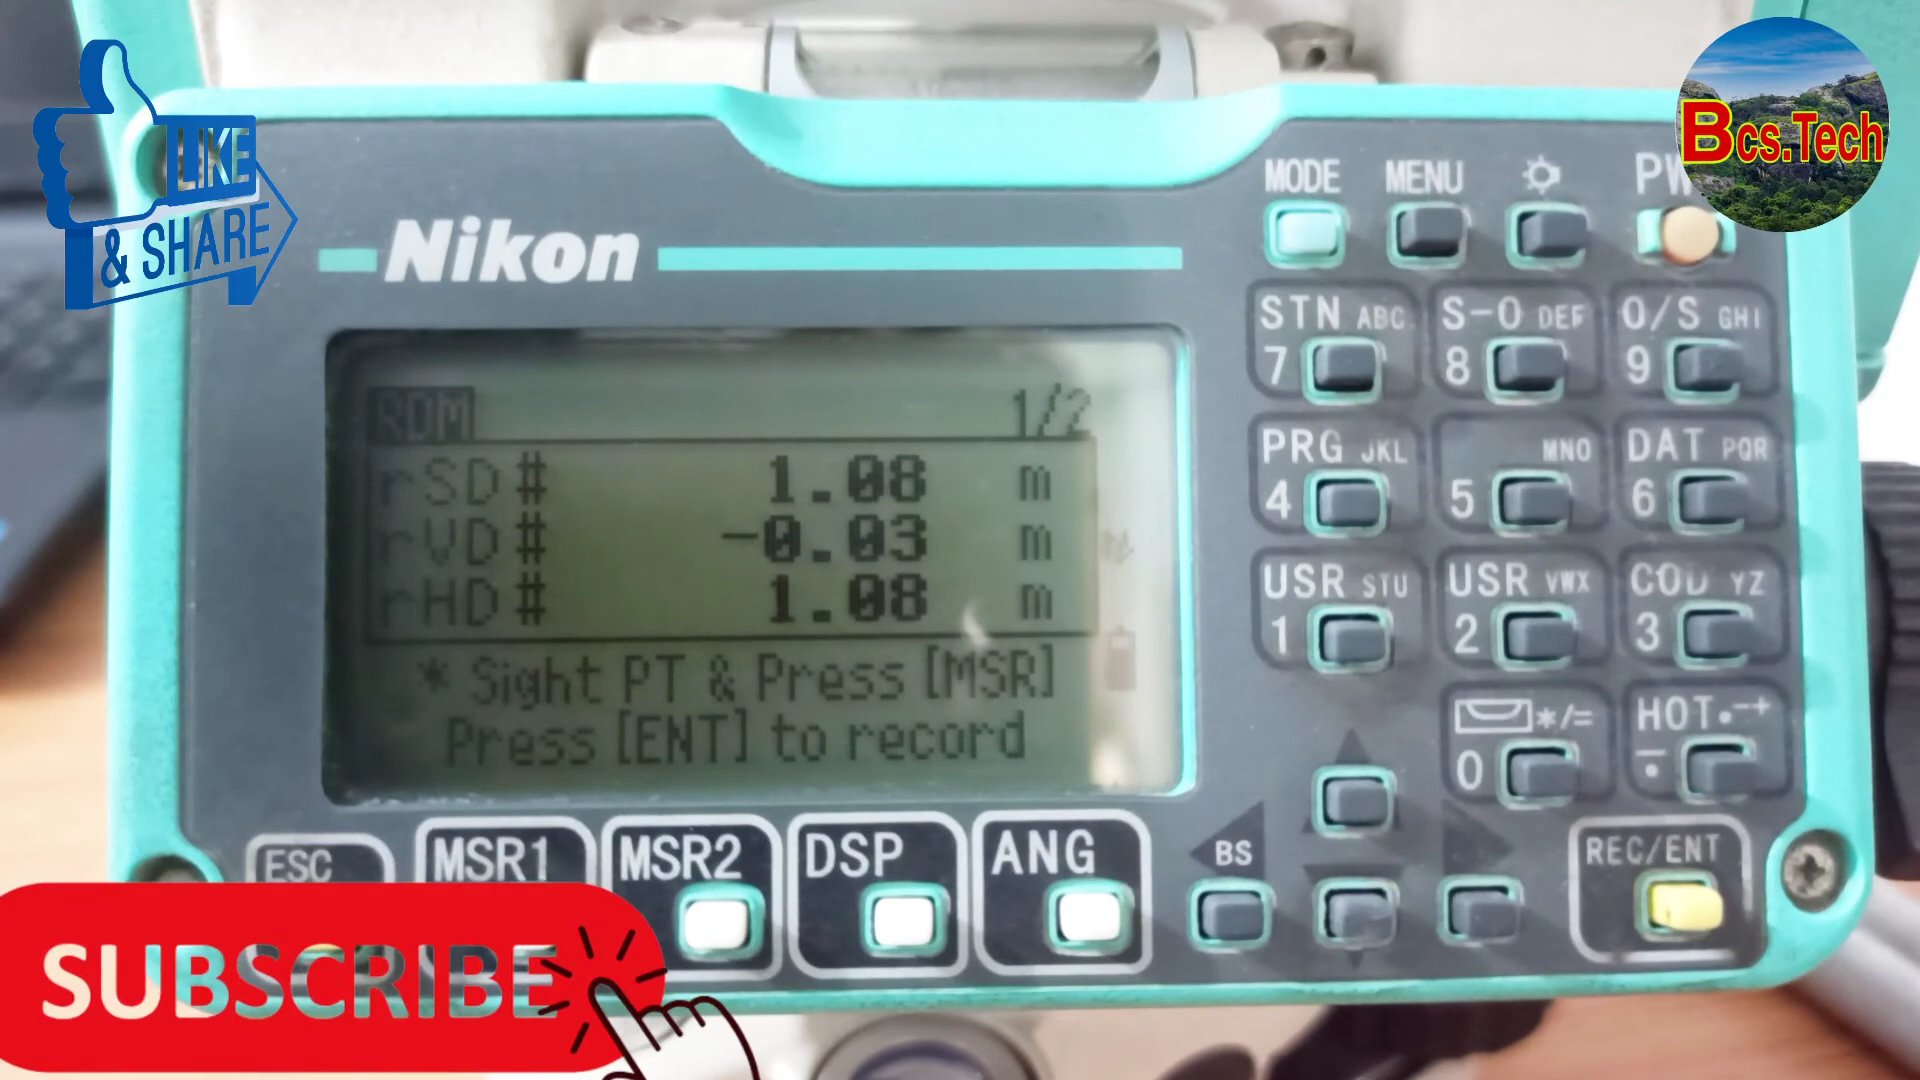 LIKE
& SHARE
Bcs.Tech
Nikon
MODE MENU PW
STN ABC S-O DEF O/S GHI
7 8 9
RDM 1/2
rSD# 1.08 m
rVD# -0.03 m
rHD# 1.08 m
* Sight PT & Press [MSR]
Press [ENT] to record
PRG JKL MNO DAT PQR
4 5 6
USR STU USR VWX COD YZ
1 2 3
*/= HOT.-+
0 -.
ESC MSR1 MSR2 DSP ANG BS REC/ENT
SUBSCRIBE